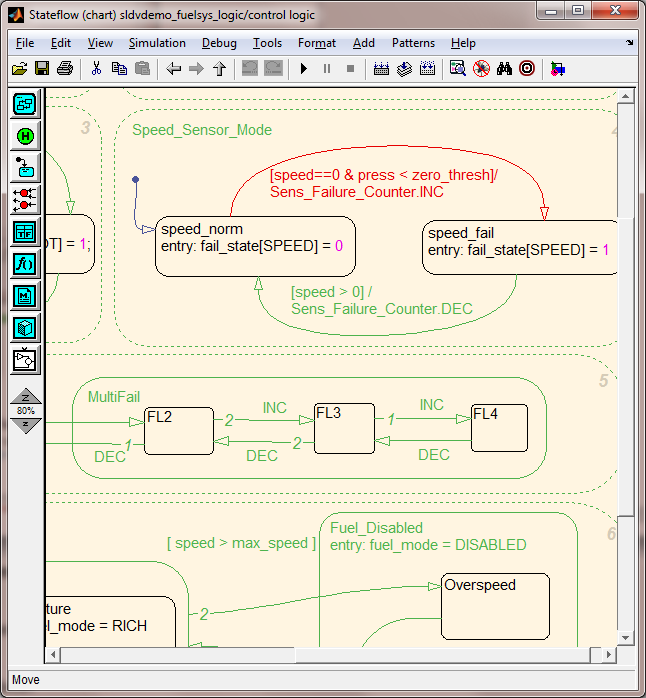 Stateflow (chart) sldvdemo_fuelsys_logic/control logic
File Edit View Simulation Debug Tools Format Add Patterns Help
3
Speed_Sensor_Mode
4
[speed==0 & press < zero_thresh]/
Sens_Failure_Counter.INC
speed_norm
entry: fail_state[SPEED] = 0
speed_fail
entry: fail_state[SPEED] = 1
OT] = 1;
[speed > 0] /
Sens_Failure_Counter.DEC
5
MultiFail
FL2
2
INC
FL3
1
INC
FL4
1
DEC
2
DEC
DEC
80%
6
Fuel_Disabled
entry: fuel_mode = DISABLED
[ speed > max_speed ]
Overspeed
2
ture
el_mode = RICH
Move